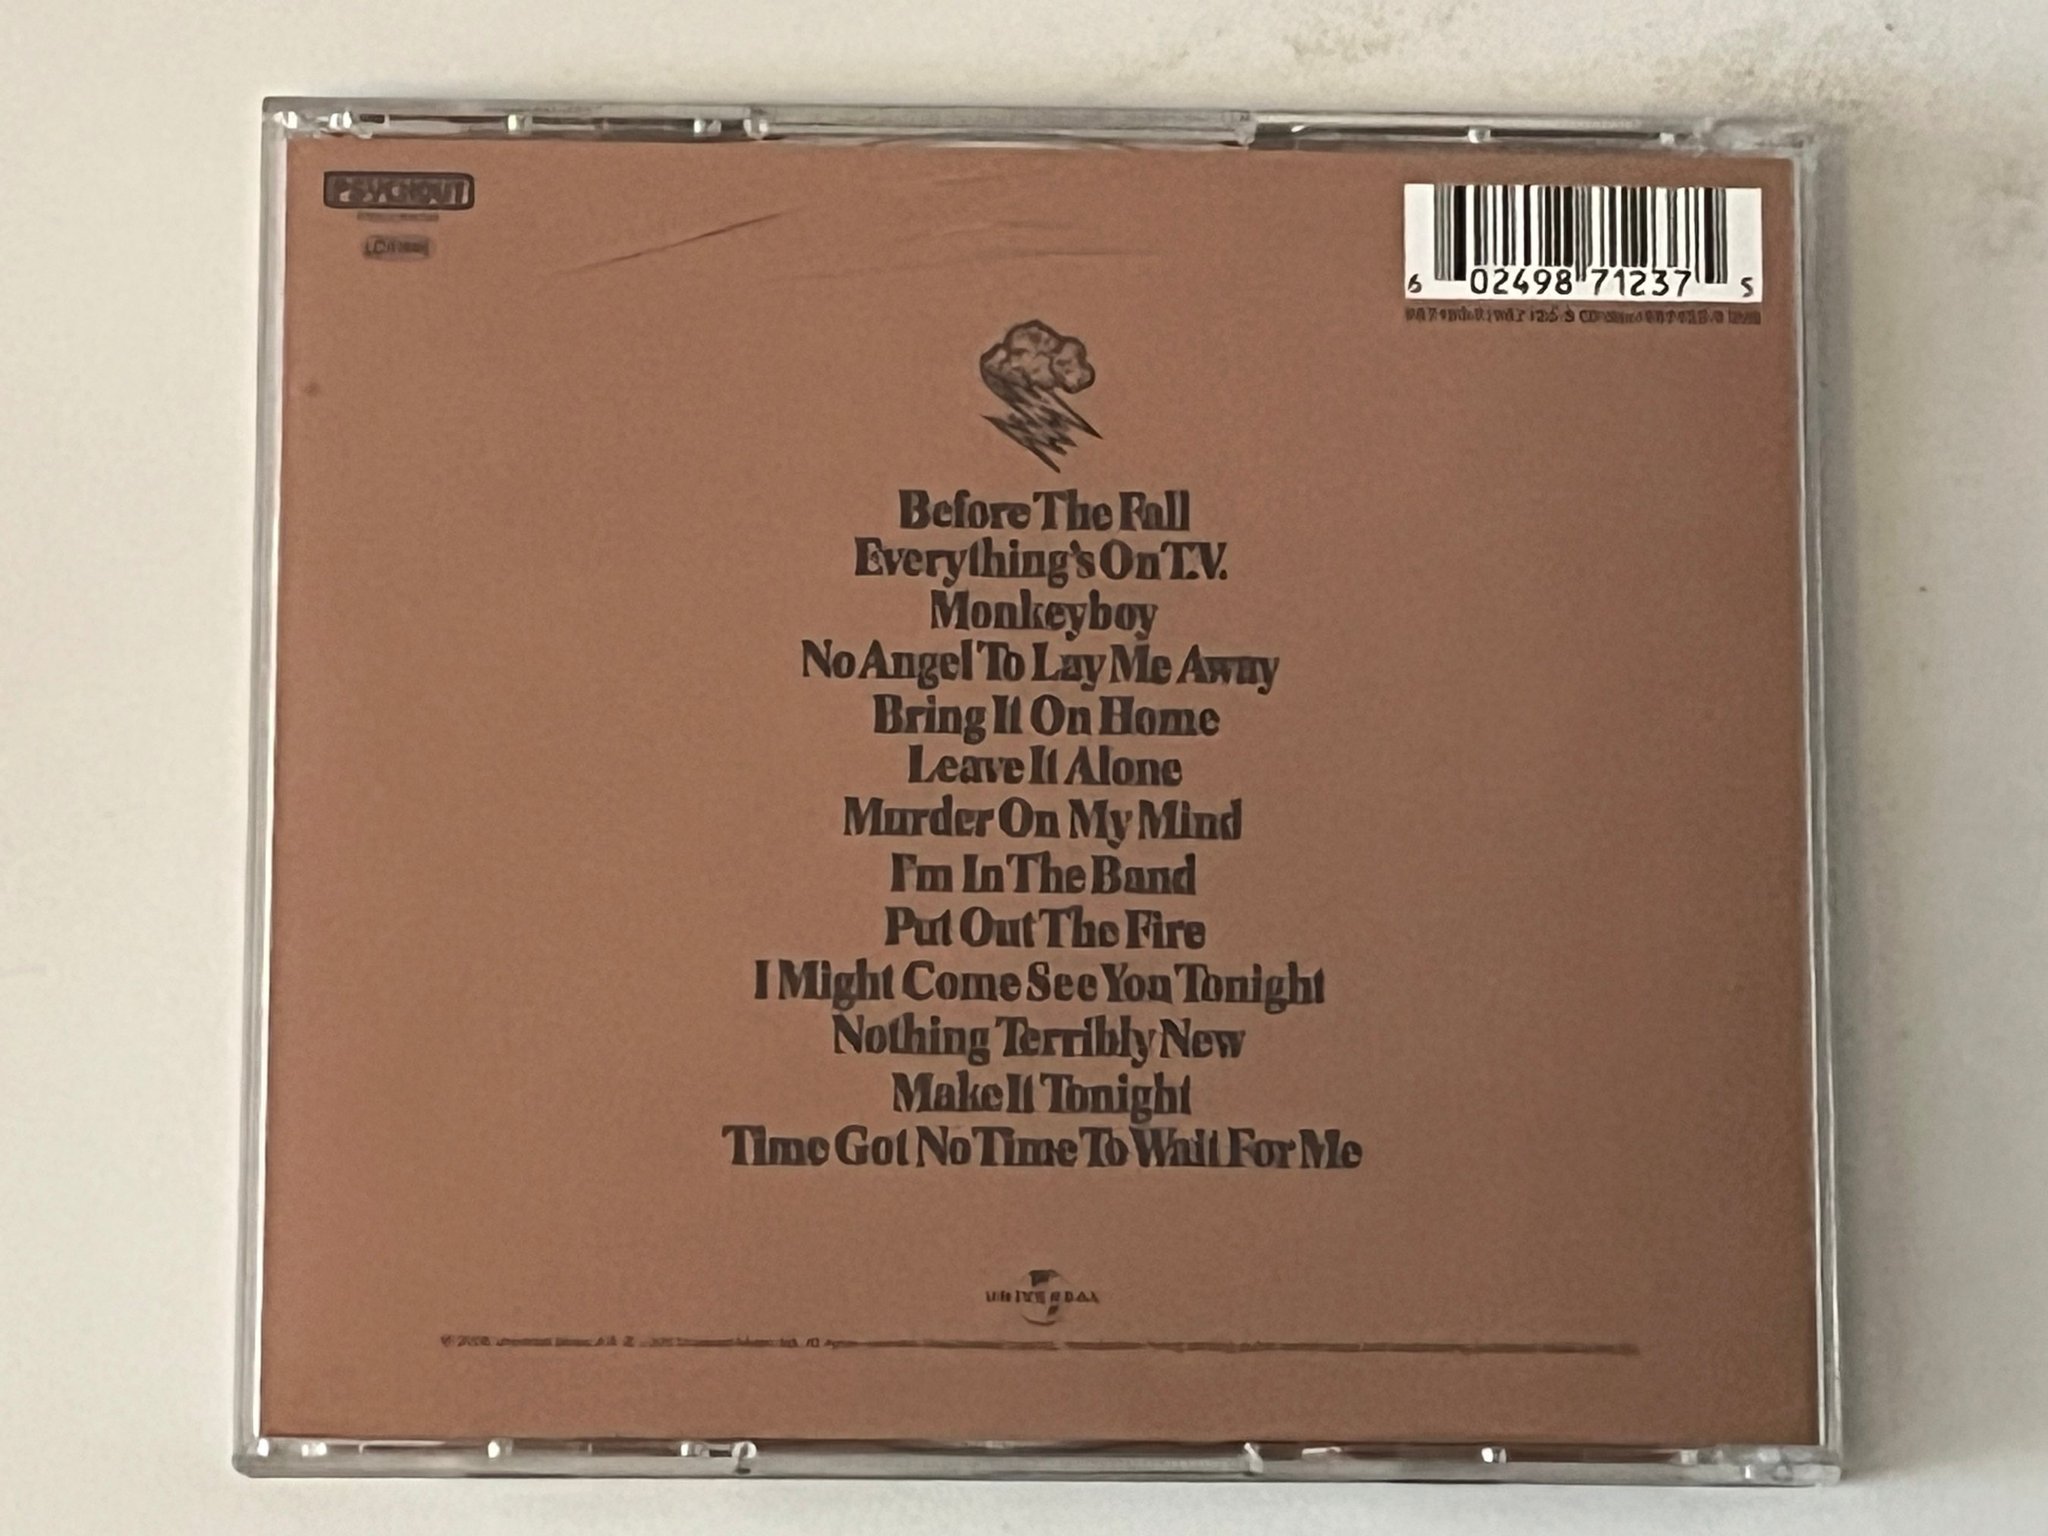 PSYCHOUT
6 02498 71237 5
Before The Fall
Everything's On T.V.
Monkeyboy
No Angel To Lay Me Away
Bring It On Home
Leave It Alone
Murder On My Mind
I'm In The Band
Put Out The Fire
I Might Come See You Tonight
Nothing Terribly New
Make It Tonight
Time Got No Time To Wait For Me
UNIVERSAL